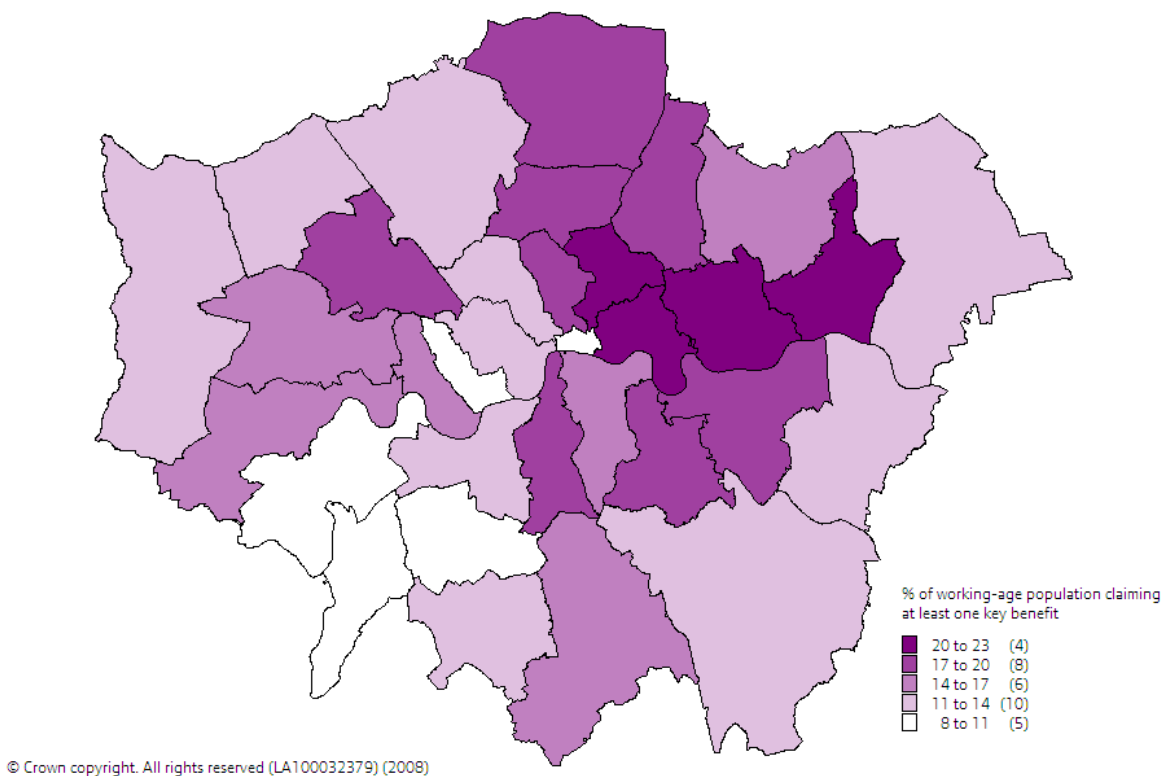 % of working-age population claiming
at least one key benefit
20 to 23 (4)
17 to 20 (8)
14 to 17 (6)
11 to 14 (10)
8 to 11 (5)
© Crown copyright. All rights reserved (LA100032379) (2008)